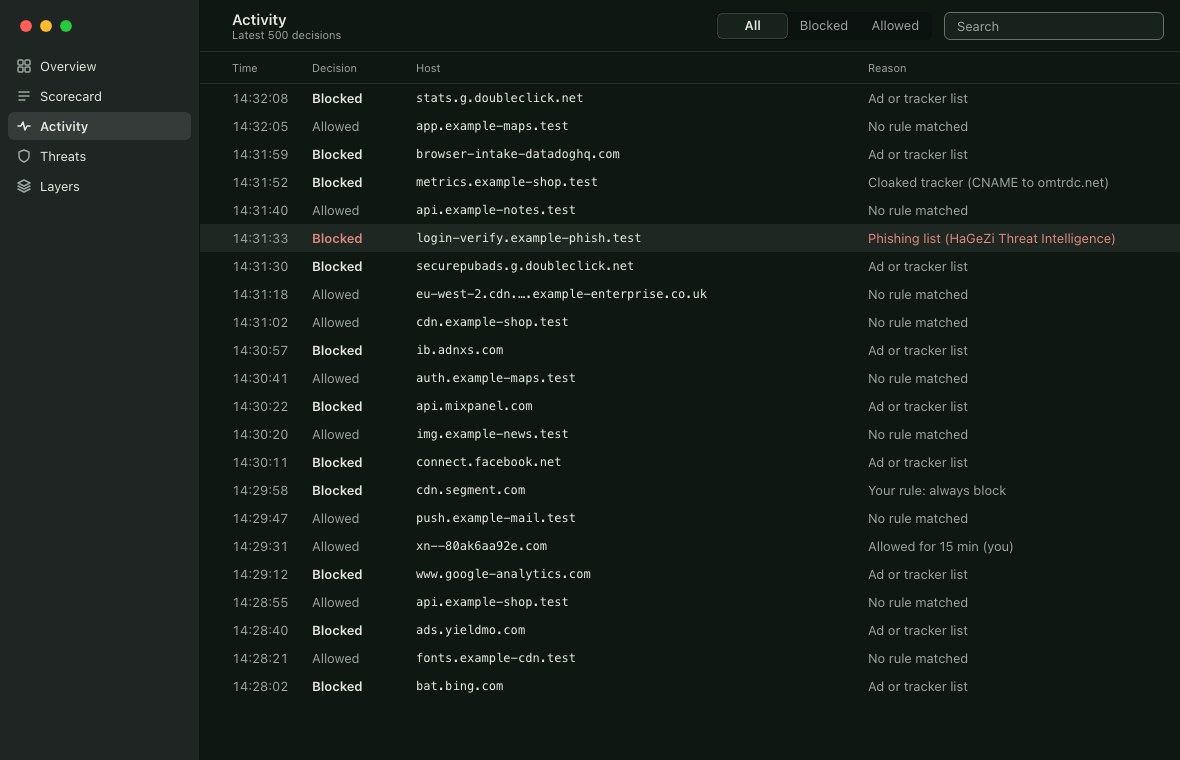 Activity
Latest 500 decisions
All Blocked Allowed Search
Overview
Scorecard
Activity
Threats
Layers
Time Decision Host Reason
14:32:08 Blocked stats.g.doubleclick.net Ad or tracker list
14:32:05 Allowed app.example-maps.test No rule matched
14:31:59 Blocked browser-intake-datadoghq.com Ad or tracker list
14:31:52 Blocked metrics.example-shop.test Cloaked tracker (CNAME to omtrdc.net)
14:31:40 Allowed api.example-notes.test No rule matched
14:31:33 Blocked login-verify.example-phish.test Phishing list (HaGeZi Threat Intelligence)
14:31:30 Blocked securepubads.g.doubleclick.net Ad or tracker list
14:31:18 Allowed eu-west-2.cdn.….example-enterprise.co.uk No rule matched
14:31:02 Allowed cdn.example-shop.test No rule matched
14:30:57 Blocked ib.adnxs.com Ad or tracker list
14:30:41 Allowed auth.example-maps.test No rule matched
14:30:22 Blocked api.mixpanel.com Ad or tracker list
14:30:20 Allowed img.example-news.test No rule matched
14:30:11 Blocked connect.facebook.net Ad or tracker list
14:29:58 Blocked cdn.segment.com Your rule: always block
14:29:47 Allowed push.example-mail.test No rule matched
14:29:31 Allowed xn--80ak6aa92e.com Allowed for 15 min (you)
14:29:12 Blocked www.google-analytics.com Ad or tracker list
14:28:55 Allowed api.example-shop.test No rule matched
14:28:40 Blocked ads.yieldmo.com Ad or tracker list
14:28:21 Allowed fonts.example-cdn.test No rule matched
14:28:02 Blocked bat.bing.com Ad or tracker list